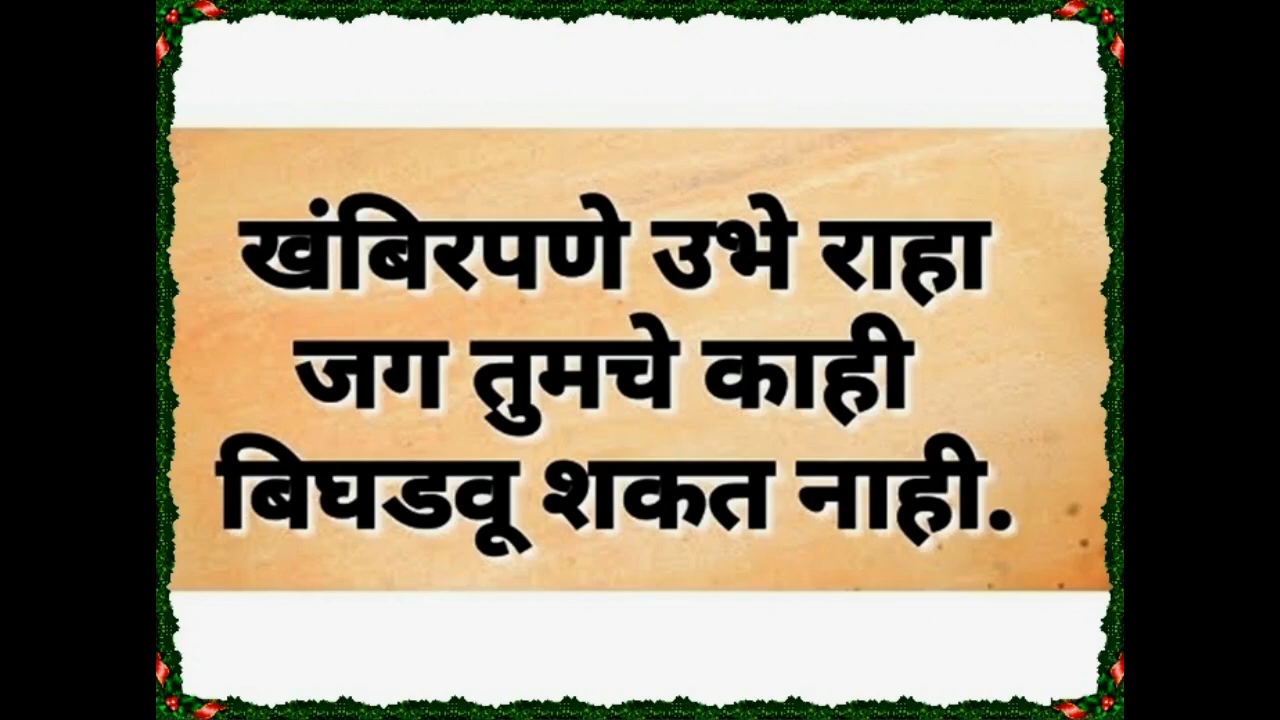 खंबिरपणे उभे राहा
जग तुमचे काही
बिघडवू शकत नाही.